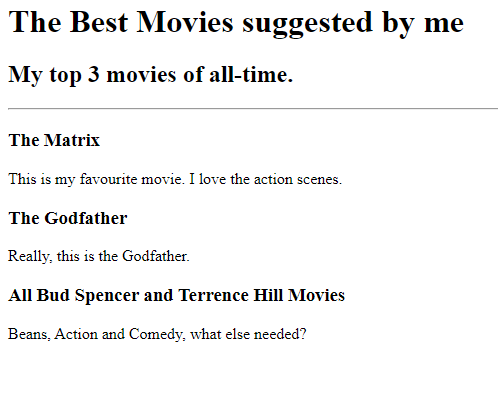 The Best Movies suggested by me
My top 3 movies of all-time.
The Matrix
This is my favourite movie. I love the action scenes.
The Godfather
Really, this is the Godfather.
All Bud Spencer and Terrence Hill Movies
Beans, Action and Comedy, what else needed?